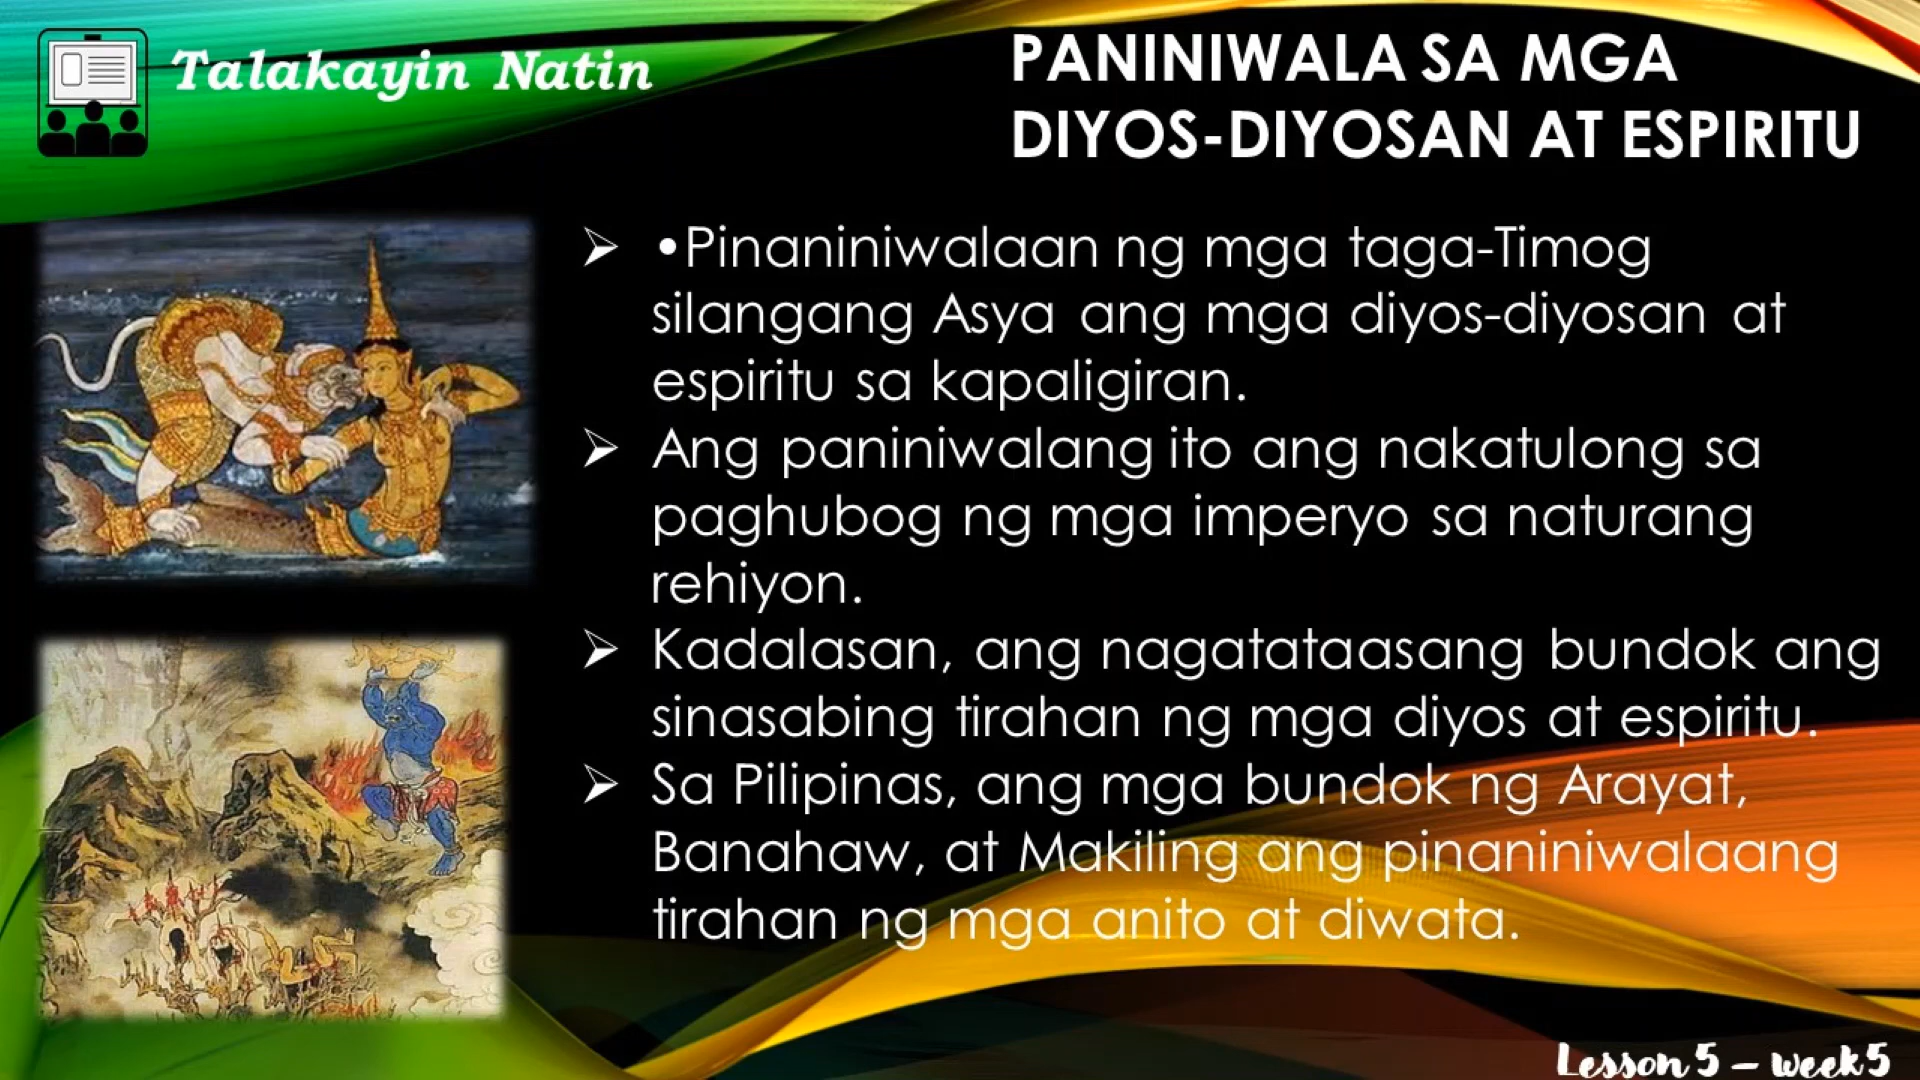 Talakayin Natin
PANINIWALA SA MGA
DIYOS-DIYOSAN AT ESPIRITU
➢ •Pinaniniwalaan ng mga taga-Timog
silangang Asya ang mga diyos-diyosan at
espiritu sa kapaligiran.
➢ Ang paniniwalang ito ang nakatulong sa
paghubog ng mga imperyo sa naturang
rehiyon.
➢ Kadalasan, ang nagatataasang bundok ang
sinasabing tirahan ng mga diyos at espiritu.
➢ Sa Pilipinas, ang mga bundok ng Arayat,
Banahaw, at Makiling ang pinaniniwalaang
tirahan ng mga anito at diwata.
Lesson 5 – week5